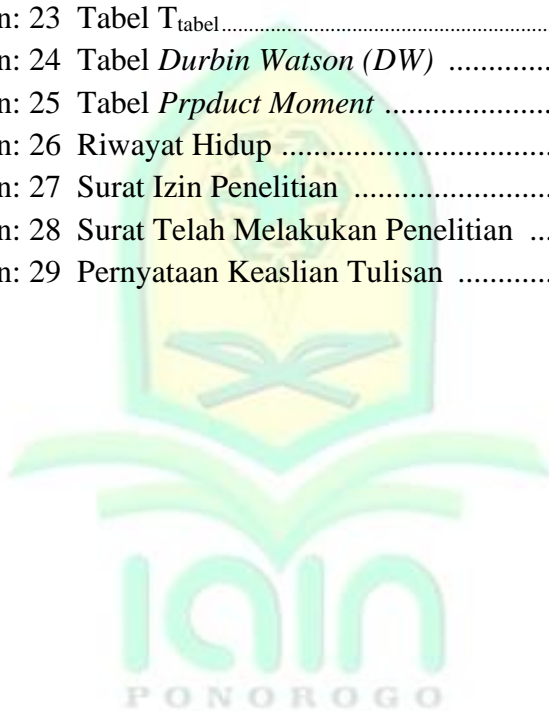 n: 23 Tabel Ttabel..........................................................................
n: 24 Tabel Durbin Watson (DW) .............
n: 25 Tabel Prpduct Moment .....................
n: 26 Riwayat Hidup ...................................
n: 27 Surat Izin Penelitian .........................
n: 28 Surat Telah Melakukan Penelitian ...
n: 29 Pernyataan Keaslian Tulisan ............
iain
PONOROGO